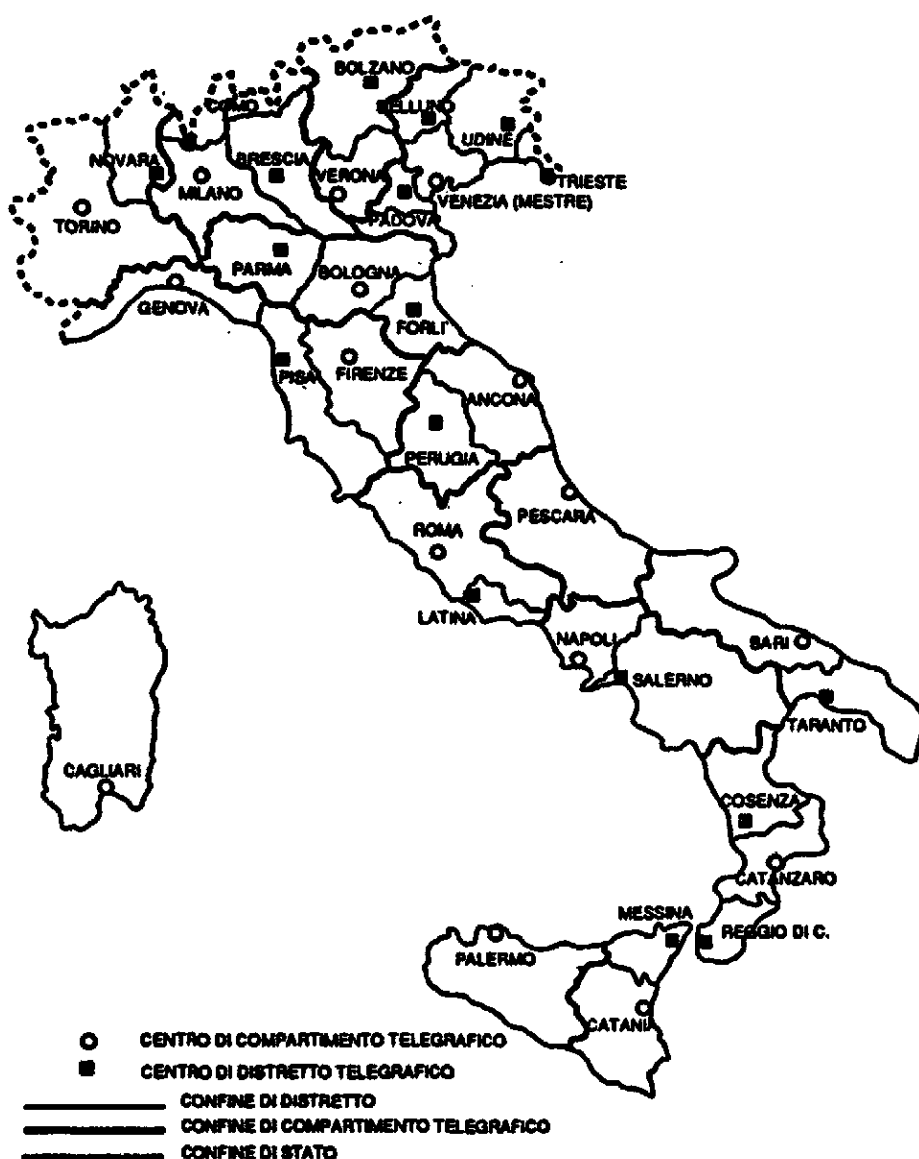 BOLZANO
COMO
BELLUNO
UDINE
NOVARA
BRESCIA
VERONA
TRIESTE
MILANO
VENEZIA (MESTRE)
PADOVA
TORINO
PARMA
BOLOGNA
GENOVA
FORLI'
PISA
FIRENZE
ANCONA
PERUGIA
PESCARA
ROMA
LATINA
NAPOLI
BARI
SALERNO
TARANTO
CAGLIARI
COSENZA
CATANZARO
MESSINA
REGGIO DI C.
PALERMO
CATANIA
CENTRO DI COMPARTIMENTO TELEGRAFICO
CENTRO DI DISTRETTO TELEGRAFICO
CONFINE DI DISTRETTO
CONFINE DI COMPARTIMENTO TELEGRAFICO
CONFINE DI STATO